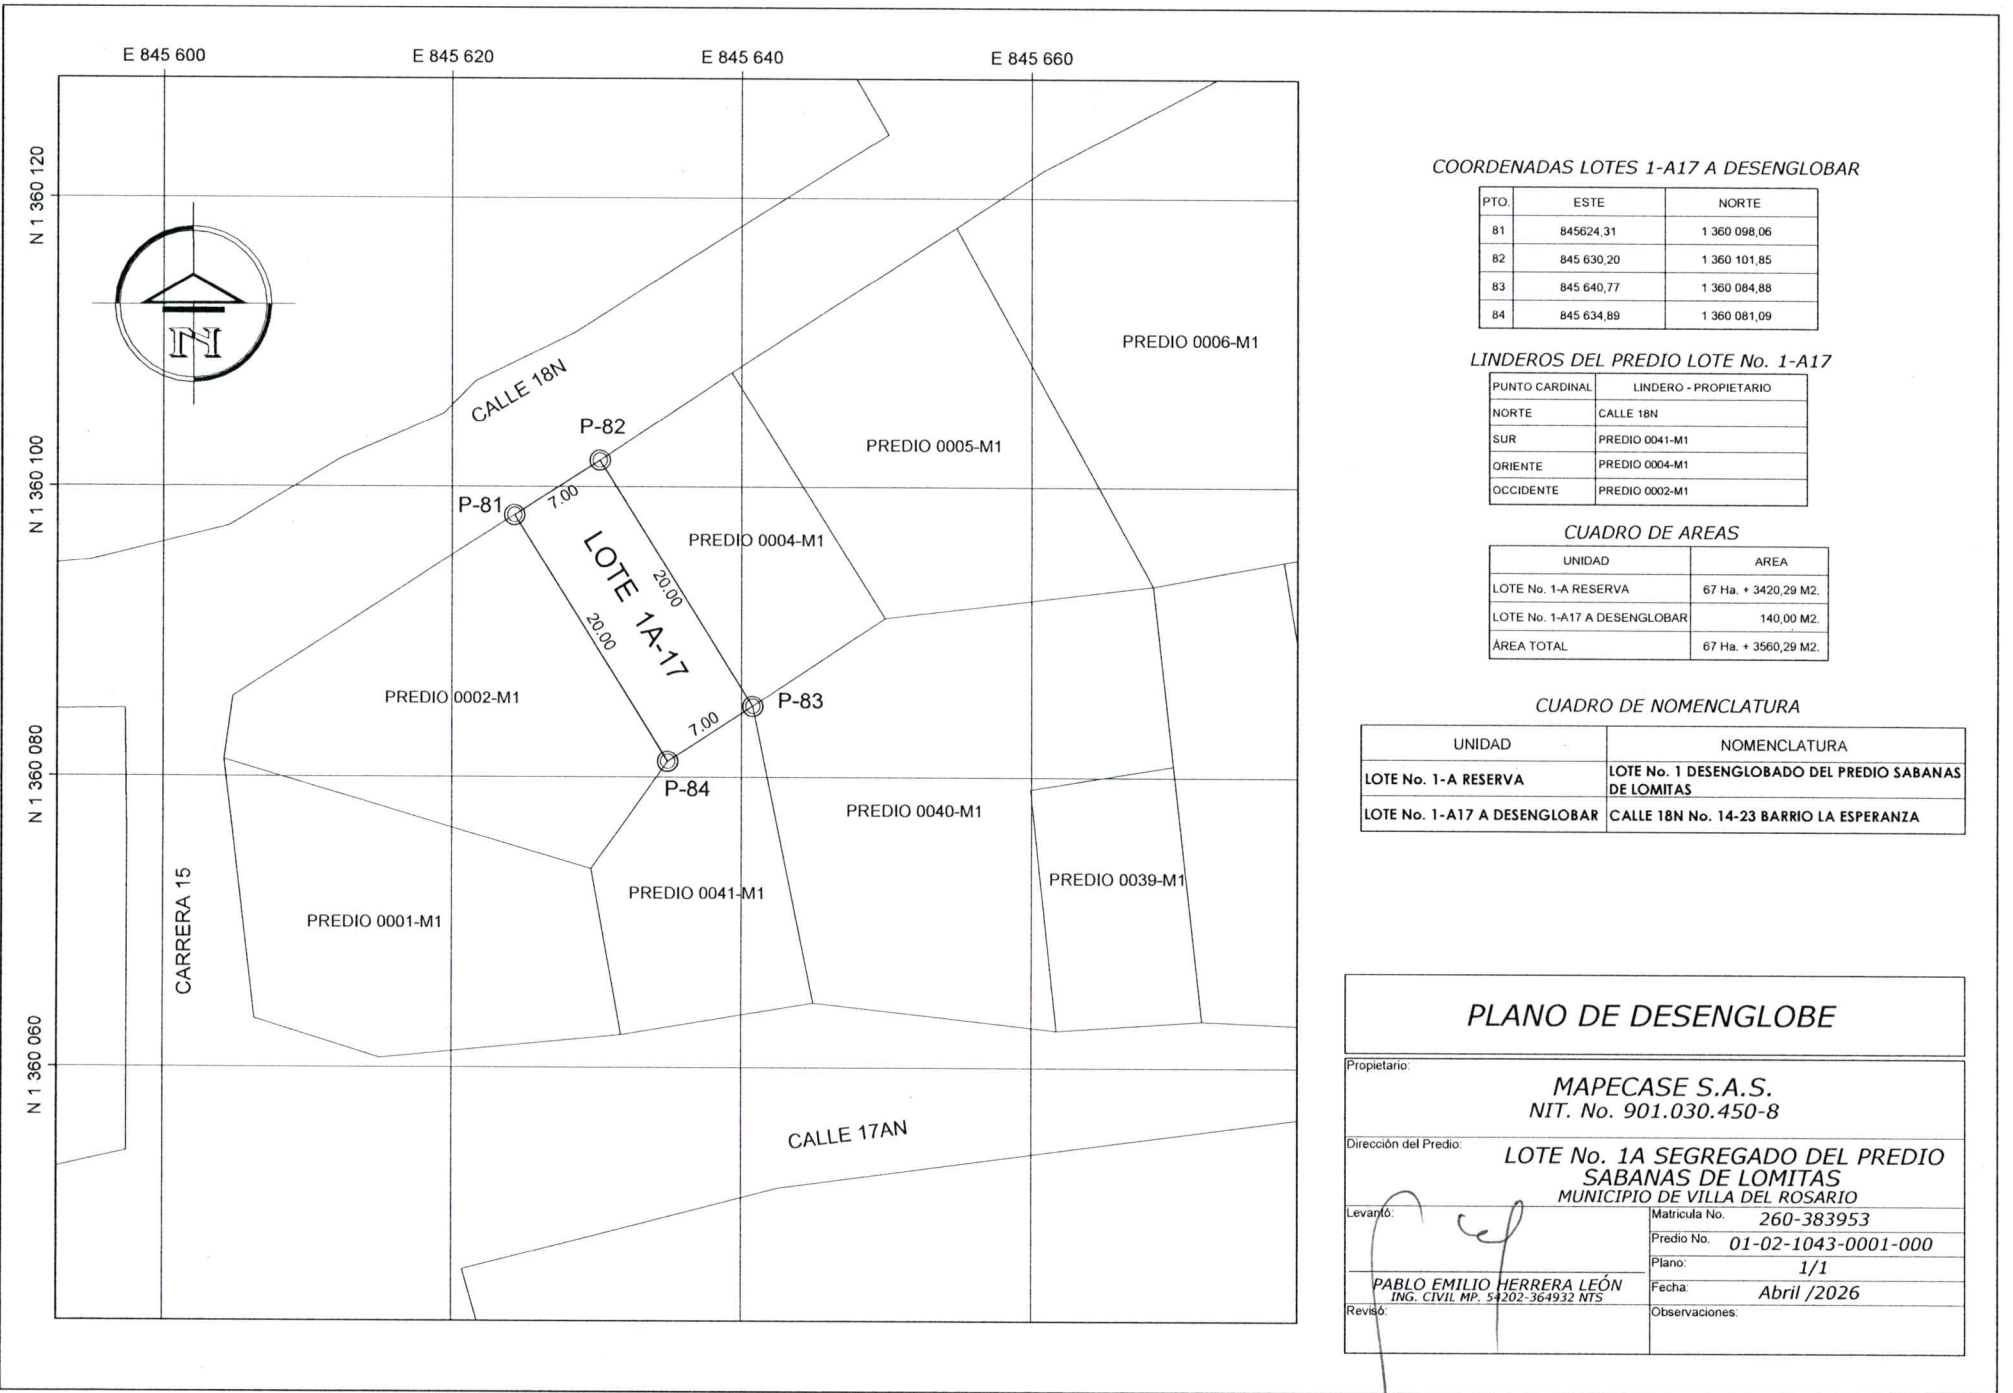 E 845 600 E 845 620 E 845 640 E 845 660
N 1 360 120
N 1 360 100
N 1 360 080
N 1 360 060
N
CALLE 18N
P-82
P-81
7.00
20.00
LOTE 1A-17
20.00
7.00
P-83
P-84
PREDIO 0006-M1
PREDIO 0005-M1
PREDIO 0004-M1
PREDIO 0002-M1
PREDIO 0040-M1
PREDIO 0039-M1
PREDIO 0041-M1
PREDIO 0001-M1
CARRERA 15
CALLE 17AN
COORDENADAS LOTES 1-A17 A DESENGLOBAR
PTO. ESTE NORTE
81 845624,31 1 360 098,06
82 845 630,20 1 360 101,85
83 845 640,77 1 360 084,88
84 845 634,89 1 360 081,09
LINDEROS DEL PREDIO LOTE No. 1-A17
PUNTO CARDINAL LINDERO - PROPIETARIO
NORTE CALLE 18N
SUR PREDIO 0041-M1
ORIENTE PREDIO 0004-M1
OCCIDENTE PREDIO 0002-M1
CUADRO DE AREAS
UNIDAD AREA
LOTE No. 1-A RESERVA 67 Ha. + 3420,29 M2.
LOTE No. 1-A17 A DESENGLOBAR 140,00 M2.
ÁREA TOTAL 67 Ha. + 3560,29 M2.
CUADRO DE NOMENCLATURA
UNIDAD NOMENCLATURA
LOTE No. 1-A RESERVA LOTE No. 1 DESENGLOBADO DEL PREDIO SABANAS
DE LOMITAS
LOTE No. 1-A17 A DESENGLOBAR CALLE 18N No. 14-23 BARRIO LA ESPERANZA
PLANO DE DESENGLOBE
Propietario:
MAPECASE S.A.S.
NIT. No. 901.030.450-8
Dirección del Predio:
LOTE No. 1A SEGREGADO DEL PREDIO
SABANAS DE LOMITAS
MUNICIPIO DE VILLA DEL ROSARIO
Levantó:
PABLO EMILIO HERRERA LEÓN
ING. CIVIL MP. 54202-364932 NTS
Revisó:
Matricula No. 260-383953
Predio No. 01-02-1043-0001-000
Plano: 1/1
Fecha: Abril /2026
Observaciones: